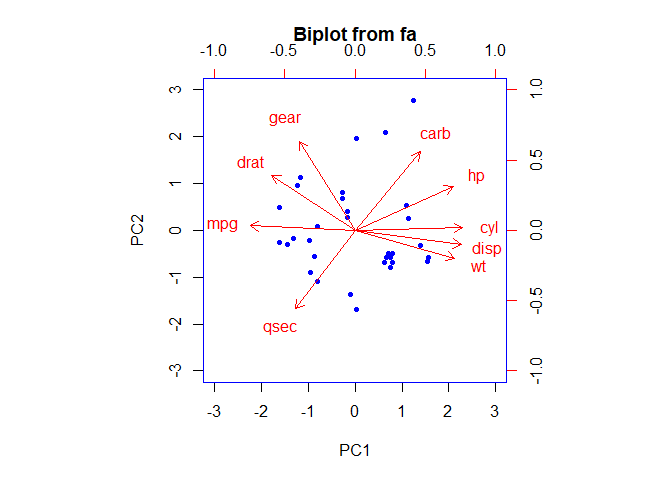 Biplot from fa
-1.0 -0.5 0.0 0.5 1.0
3 1.0
gear
2 carb
drat 0.5
hp
1
mpg cyl
0 0.0
disp
wt
-1
qsec -0.5
-2
-3 -1.0
PC2
-3 -2 -1 0 1 2 3
PC1